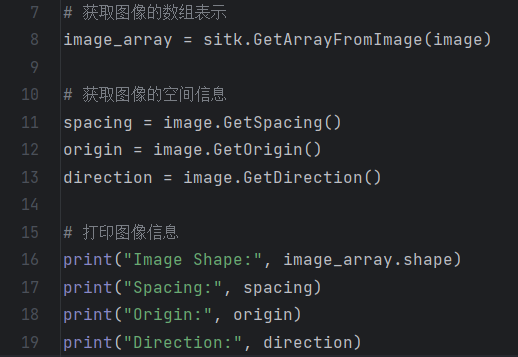 7 # 获取图像的数组表示
8 image_array = sitk.GetArrayFromImage(image)
9
10 # 获取图像的空间信息
11 spacing = image.GetSpacing()
12 origin = image.GetOrigin()
13 direction = image.GetDirection()
14
15 # 打印图像信息
16 print("Image Shape:", image_array.shape)
17 print("Spacing:", spacing)
18 print("Origin:", origin)
19 print("Direction:", direction)